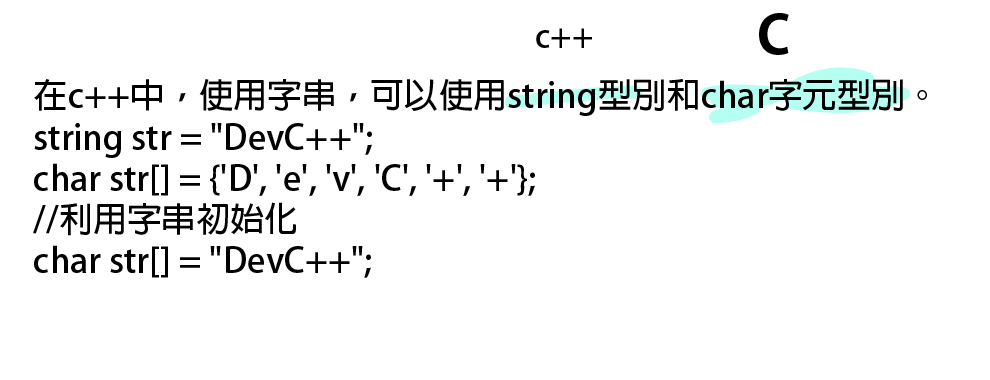 c++ C
在c++中，使用字串，可以使用string型別和char字元型別。
string str = "DevC++";
char str[] = {'D', 'e', 'v', 'C', '+', '+'};
//利用字串初始化
char str[] = "DevC++";